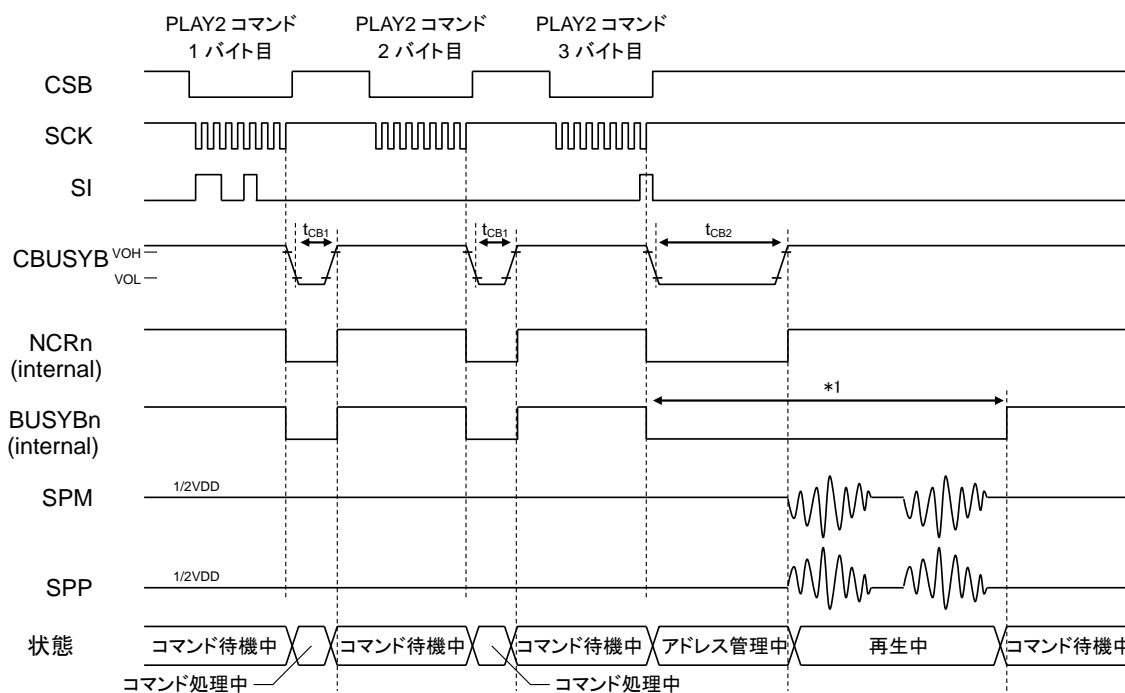 PLAY2 コマンド PLAY2 コマンド PLAY2 コマンド
1 バイト目 2 バイト目 3 バイト目
CSB
SCK
SI
tCB1 tCB1 tCB2
CBUSYB VOH
VOL
NCRn
(internal)
*1
BUSYBn
(internal)
SPM 1/2VDD
SPP 1/2VDD
状態 コマンド待機中 コマンド待機中 コマンド待機中 アドレス管理中 再生中 コマンド待機中
コマンド処理中 コマンド処理中